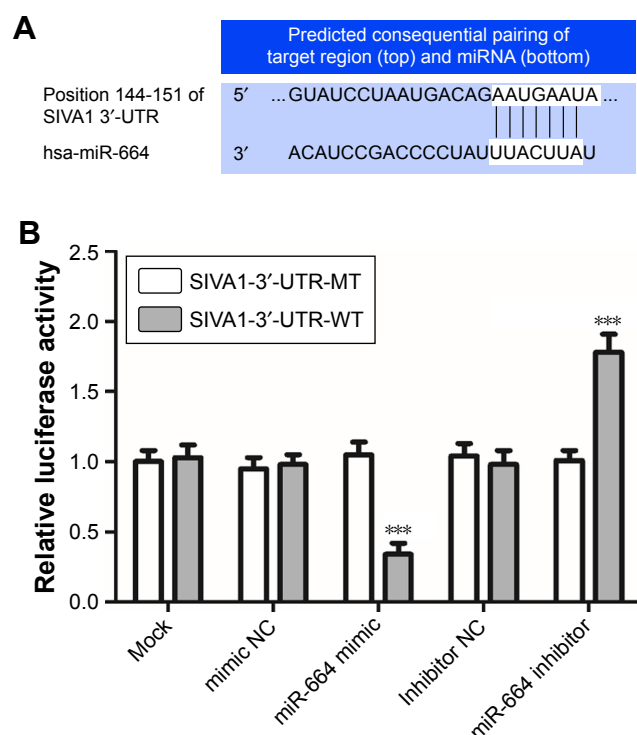 A
Predicted consequential pairing of
target region (top) and miRNA (bottom)
Position 144-151 of
SIVA1 3′-UTR
5′ ...GUAUCCUAAUGACAGAAUGAAUA...
hsa-miR-664 3′ ACAUCCGACCCCUAUUUACUUAU
B
Relative luciferase activity
2.5
2.0
1.5
1.0
0.5
0.0
SIVA1-3′-UTR-MT
SIVA1-3′-UTR-WT
***
***
Mock
mimic NC
miR-664 mimic
Inhibitor NC
miR-664 inhibitor